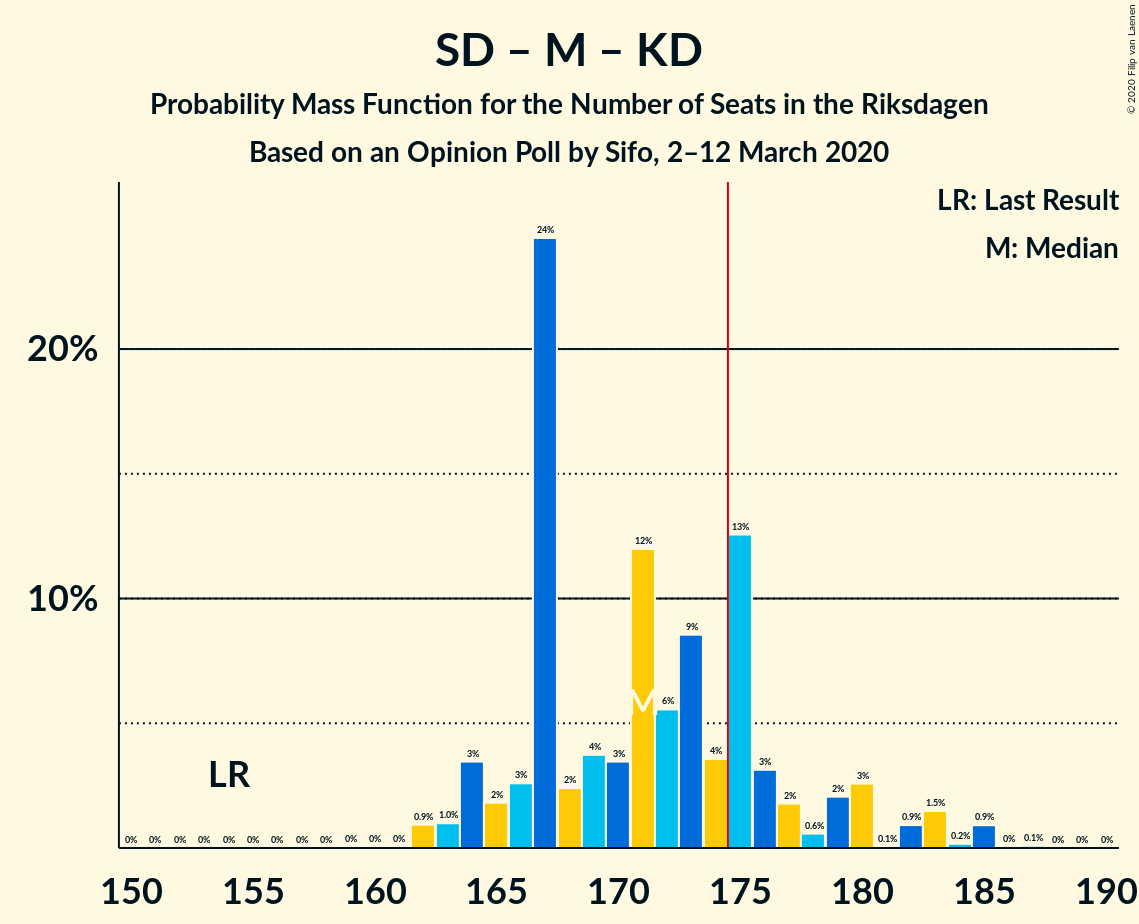 SD – M – KD
Probability Mass Function for the Number of Seats in the Riksdagen
Based on an Opinion Poll by Sifo, 2–12 March 2020
© 2020 Filip van Laenen
LR: Last Result
M: Median
20%
10%
LR
M
0% 0% 0% 0% 0% 0% 0% 0% 0% 0% 0% 0% 0.9% 1.0% 3% 2% 3% 24% 2% 4% 3% 12% 6% 9% 4% 13% 3% 2% 0.6% 2% 3% 0.1% 0.9% 1.5% 0.2% 0.9% 0% 0.1% 0% 0% 0%
150 155 160 165 170 175 180 185 190